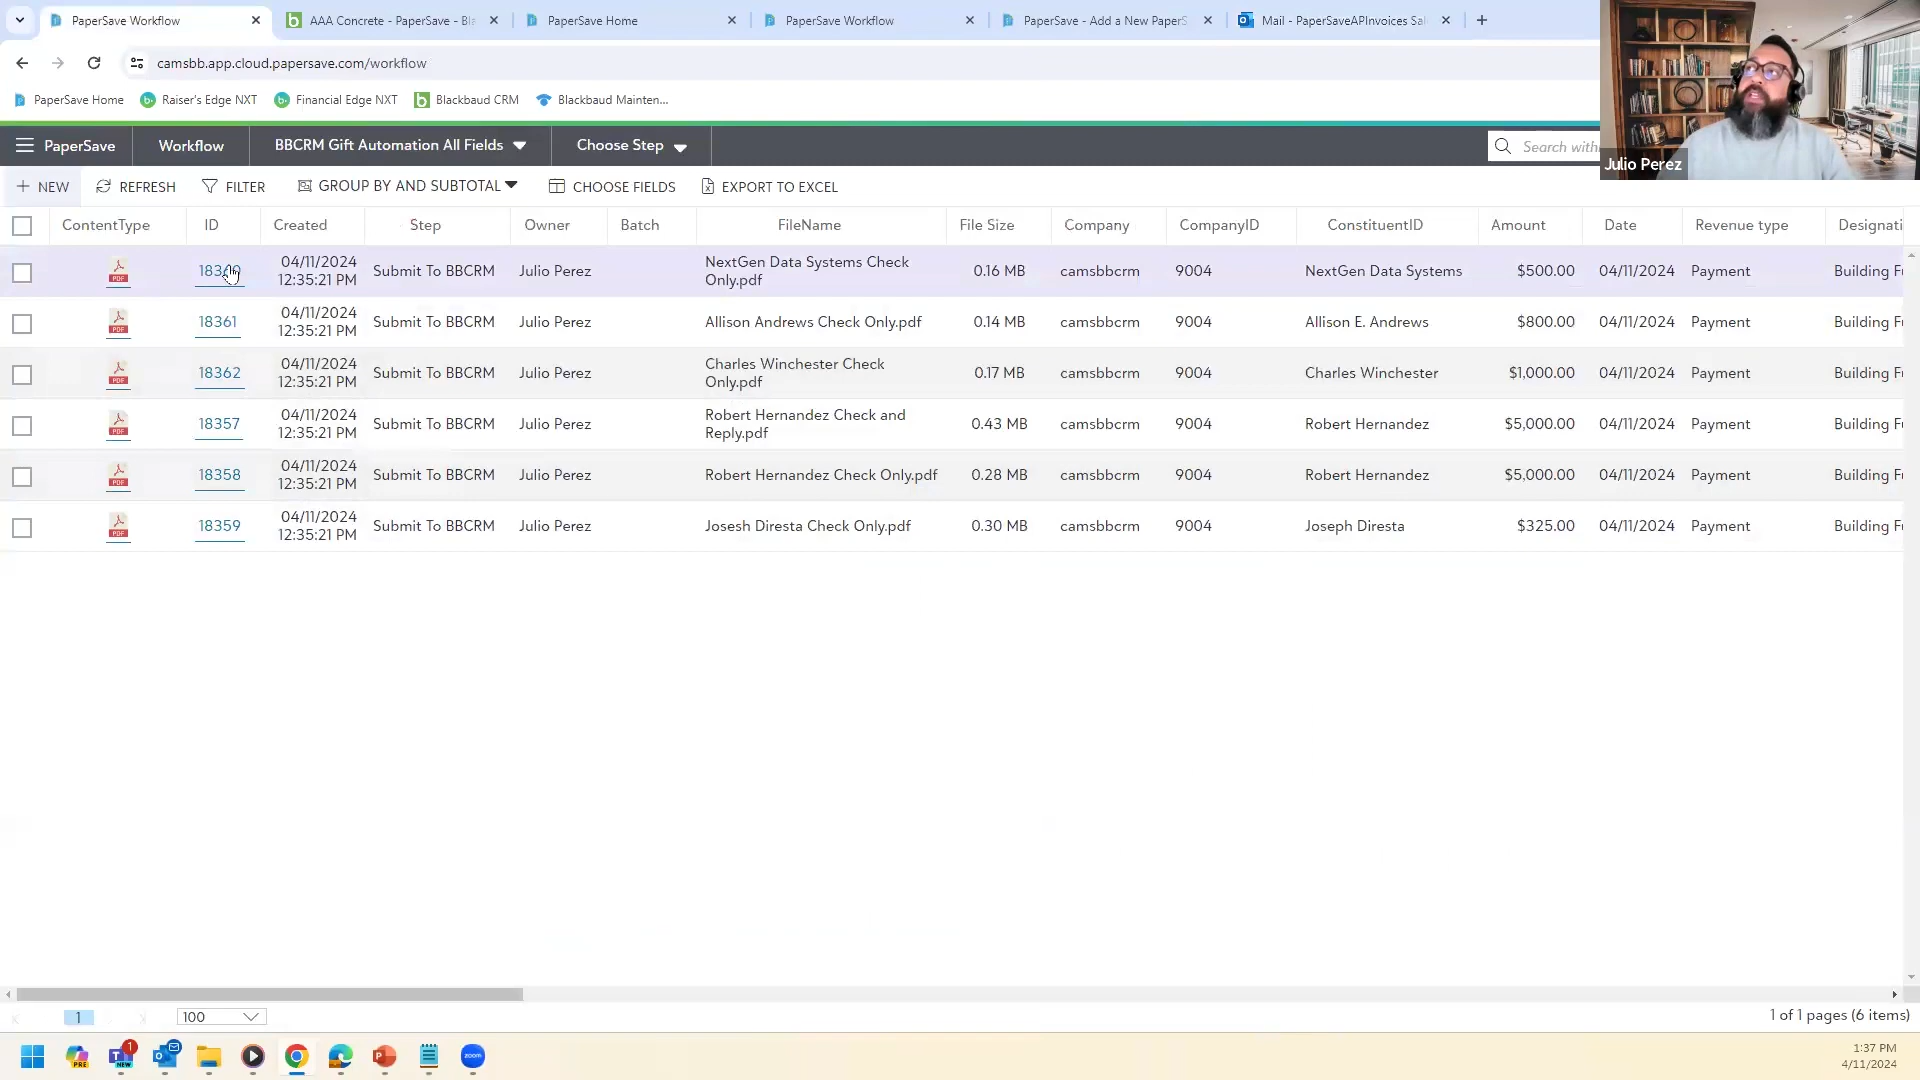 PaperSave Workflow
AAA Concrete - PaperSave - Bla
PaperSave Home
PaperSave Workflow
PaperSave - Add a New PaperS
Mail - PaperSaveAPInvoices Sal
camsbb.app.cloud.papersave.com/workflow
PaperSave Home
Raiser's Edge NXT
Financial Edge NXT
Blackbaud CRM
Blackbaud Mainten...
PaperSave
Workflow
BBCRM Gift Automation All Fields
Choose Step
Search with
Julio Perez
NEW
REFRESH
FILTER
GROUP BY AND SUBTOTAL
CHOOSE FIELDS
EXPORT TO EXCEL
ContentType ID Created Step Owner Batch FileName File Size Company CompanyID ConstituentID Amount Date Revenue type Designati
04/11/2024 NextGen Data Systems Check
Submit To BBCRM Julio Perez 0.16 MB camsbbcrm 9004 NextGen Data Systems $500.00 04/11/2024 Payment Building Fu
12:35:21 PM Only.pdf
04/11/2024
18361 Submit To BBCRM Julio Perez Allison Andrews Check Only.pdf 0.14 MB camsbbcrm 9004 Allison E. Andrews $800.00 04/11/2024 Payment Building Fu
12:35:21 PM
04/11/2024 Charles Winchester Check
18362 Submit To BBCRM Julio Perez 0.17 MB camsbbcrm 9004 Charles Winchester $1,000.00 04/11/2024 Payment Building Fu
12:35:21 PM Only.pdf
04/11/2024 Robert Hernandez Check and
18357 Submit To BBCRM Julio Perez 0.43 MB camsbbcrm 9004 Robert Hernandez $5,000.00 04/11/2024 Payment Building Fu
12:35:21 PM Reply.pdf
04/11/2024
18358 Submit To BBCRM Julio Perez Robert Hernandez Check Only.pdf 0.28 MB camsbbcrm 9004 Robert Hernandez $5,000.00 04/11/2024 Payment Building Fu
12:35:21 PM
04/11/2024
18359 Submit To BBCRM Julio Perez Josesh Diresta Check Only.pdf 0.30 MB camsbbcrm 9004 Joseph Diresta $325.00 04/11/2024 Payment Building Fu
12:35:21 PM
1
100
1 of 1 pages (6 items)
1:37 PM
4/11/2024